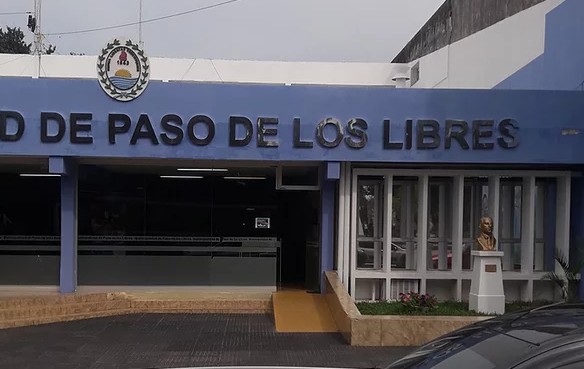 D DE PASO DE LOS LIBRES